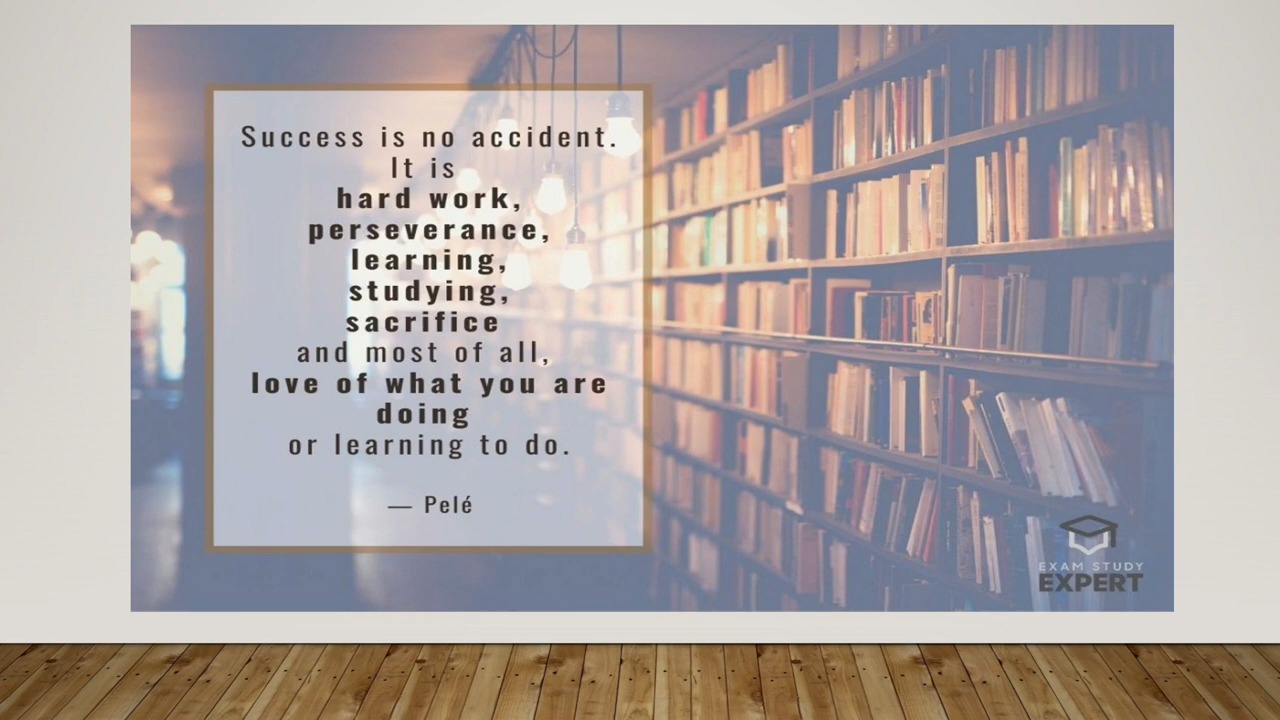 Success is no accident.
It is
hard work,
perseverance,
learning,
studying,
sacrifice
and most of all,
love of what you are
doing
or learning to do.
— Pelé
EXAM STUDY
EXPERT